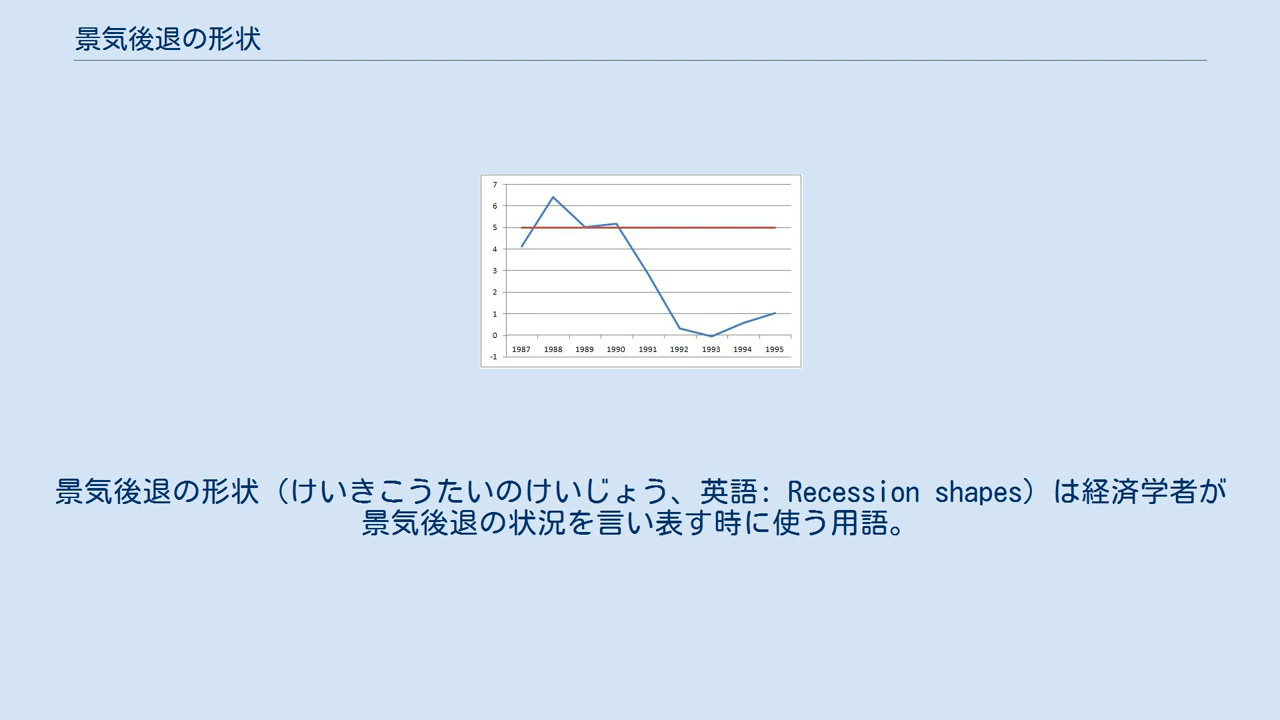 景気後退の形状
7
6
5
4
3
2
1
0
-1
1987 1988 1989 1990 1991 1992 1993 1994 1995
景気後退の形状（けいきこうたいのけいじょう、英語: Recession shapes）は経済学者が
景気後退の状況を言い表す時に使う用語。